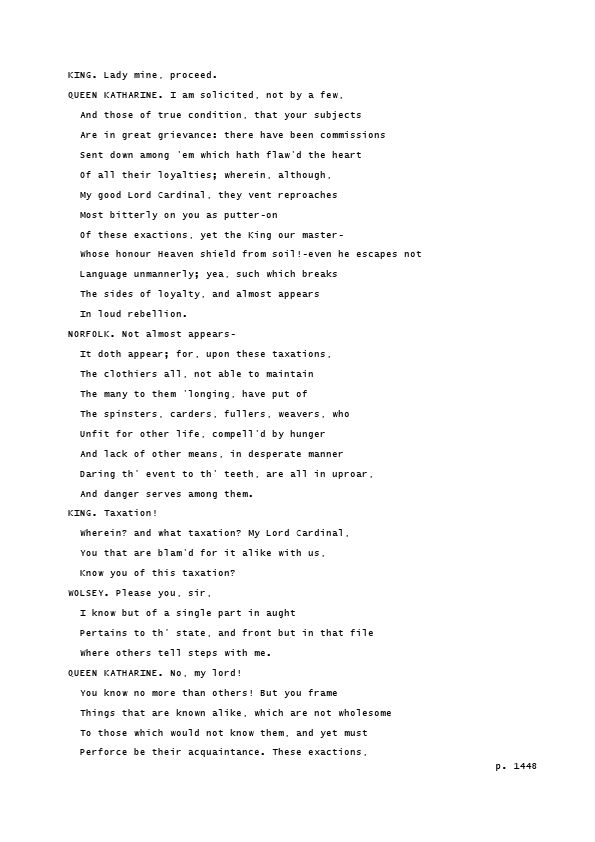 KING. Lady mine, proceed.
QUEEN KATHARINE. I am solicited, not by a few,
And those of true condition, that your subjects
Are in great grievance: there have been commissions
Sent down among 'em which hath flaw'd the heart
Of all their loyalties; wherein, although,
My good Lord Cardinal, they vent reproaches
Most bitterly on you as putter-on
Of these exactions, yet the King our master-
Whose honour Heaven shield from soil!-even he escapes not
Language unmannerly; yea, such which breaks
The sides of loyalty, and almost appears
In loud rebellion.
NORFOLK. Not almost appears-
It doth appear; for, upon these taxations,
The clothiers all, not able to maintain
The many to them 'longing, have put of
The spinsters, carders, fullers, weavers, who
Unfit for other life, compell'd by hunger
And lack of other means, in desperate manner
Daring th' event to th' teeth, are all in uproar,
And danger serves among them.
KING. Taxation!
Wherein? and what taxation? My Lord Cardinal,
You that are blam'd for it alike with us,
Know you of this taxation?
WOLSEY. Please you, sir,
I know but of a single part in aught
Pertains to th' state, and front but in that file
Where others tell steps with me.
QUEEN KATHARINE. No, my lord!
You know no more than others! But you frame
Things that are known alike, which are not wholesome
To those which would not know them, and yet must
Perforce be their acquaintance. These exactions,
p. 1448